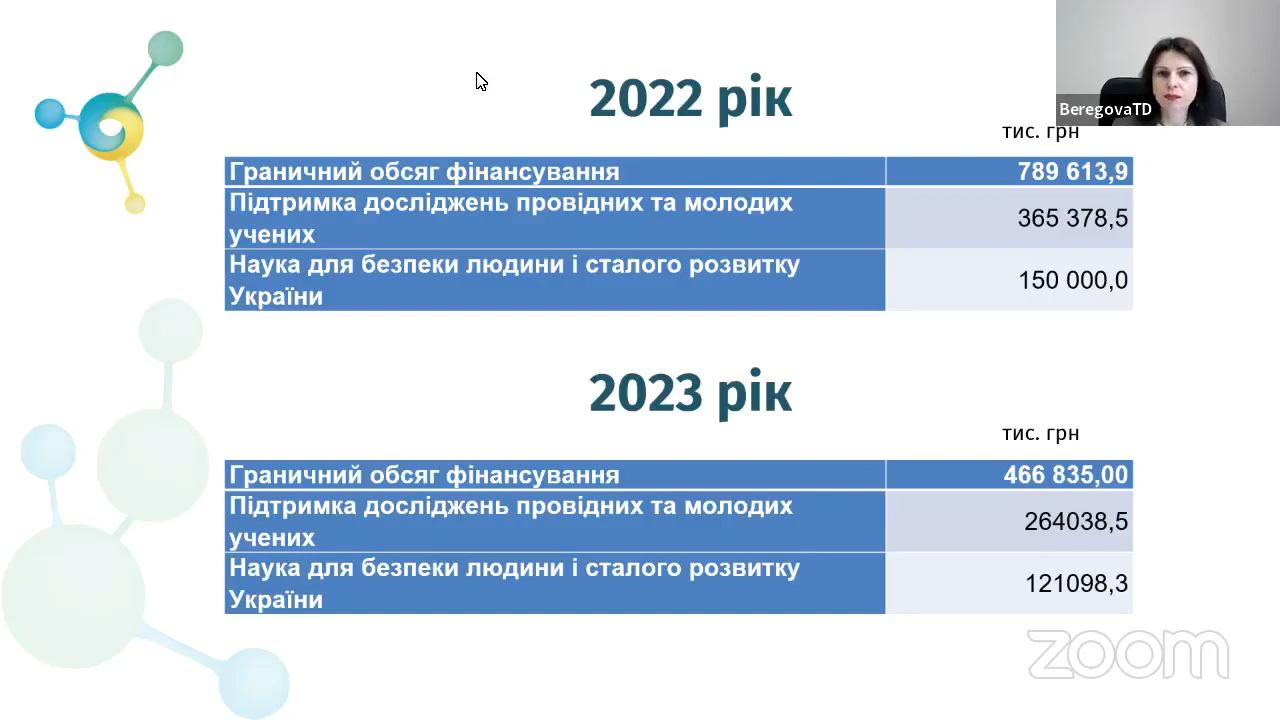 2022 рік
BeregovaTD
тис. грн
Граничний обсяг фінансування 789 613,9
Підтримка досліджень провідних та молодих
учених 365 378,5
Наука для безпеки людини і сталого розвитку
України 150 000,0
2023 рік
тис. грн
Граничний обсяг фінансування 466 835,00
Підтримка досліджень провідних та молодих
учених 264038,5
Наука для безпеки людини і сталого розвитку
України 121098,3
zoom